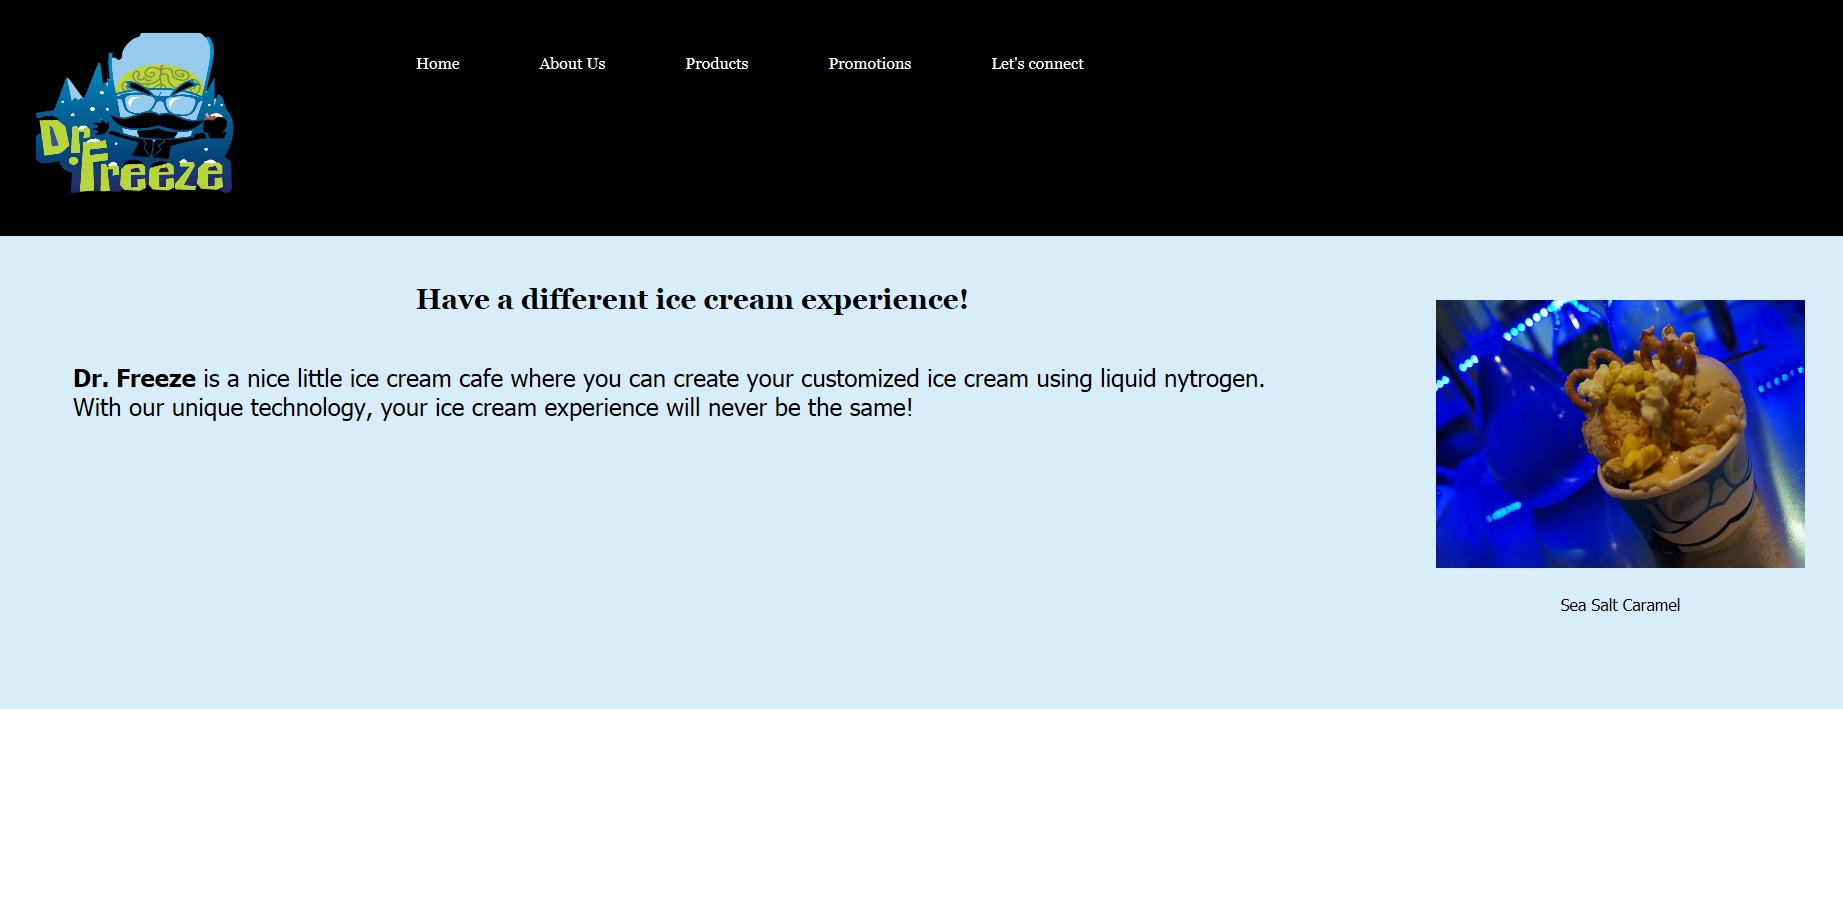 Dr. Freeze
Home About Us Products Promotions Let's connect
Have a different ice cream experience!
Dr. Freeze is a nice little ice cream cafe where you can create your customized ice cream using liquid nytrogen.
With our unique technology, your ice cream experience will never be the same!
Sea Salt Caramel